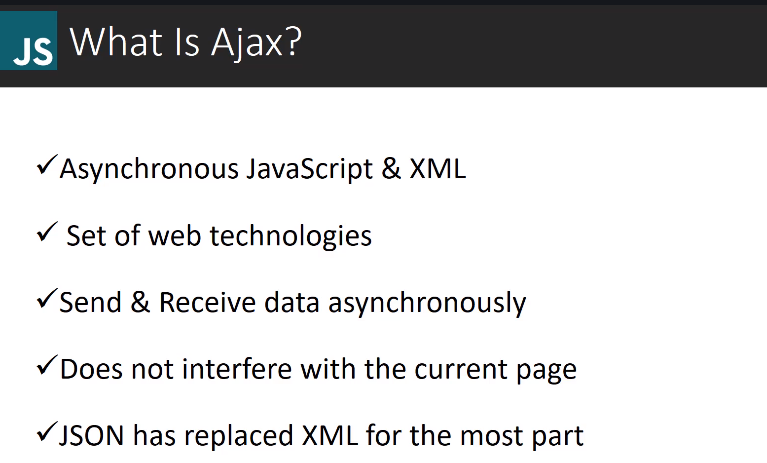 JS What Is Ajax?
✓Asynchronous JavaScript & XML
✓ Set of web technologies
✓Send & Receive data asynchronously
✓Does not interfere with the current page
✓JSON has replaced XML for the most part